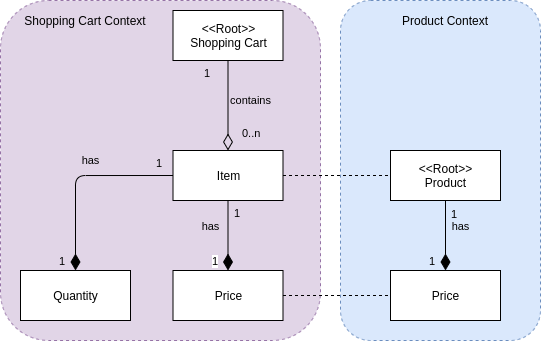 Shopping Cart Context
Product Context
<<Root>>
Shopping Cart
1
contains
0..n
has
1
Item
<<Root>>
Product
1
has
1
has
1
1
1
Quantity
Price
Price